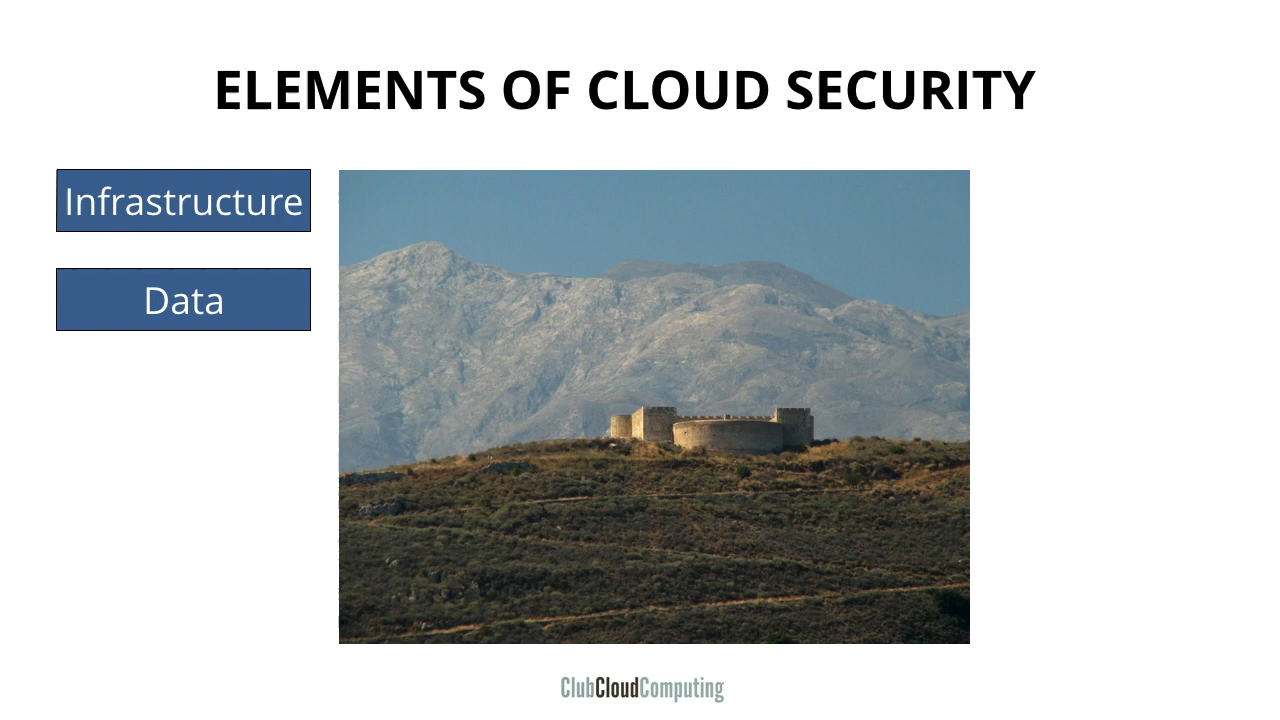 ELEMENTS OF CLOUD SECURITY
Infrastructure
Data
ClubCloudComputing